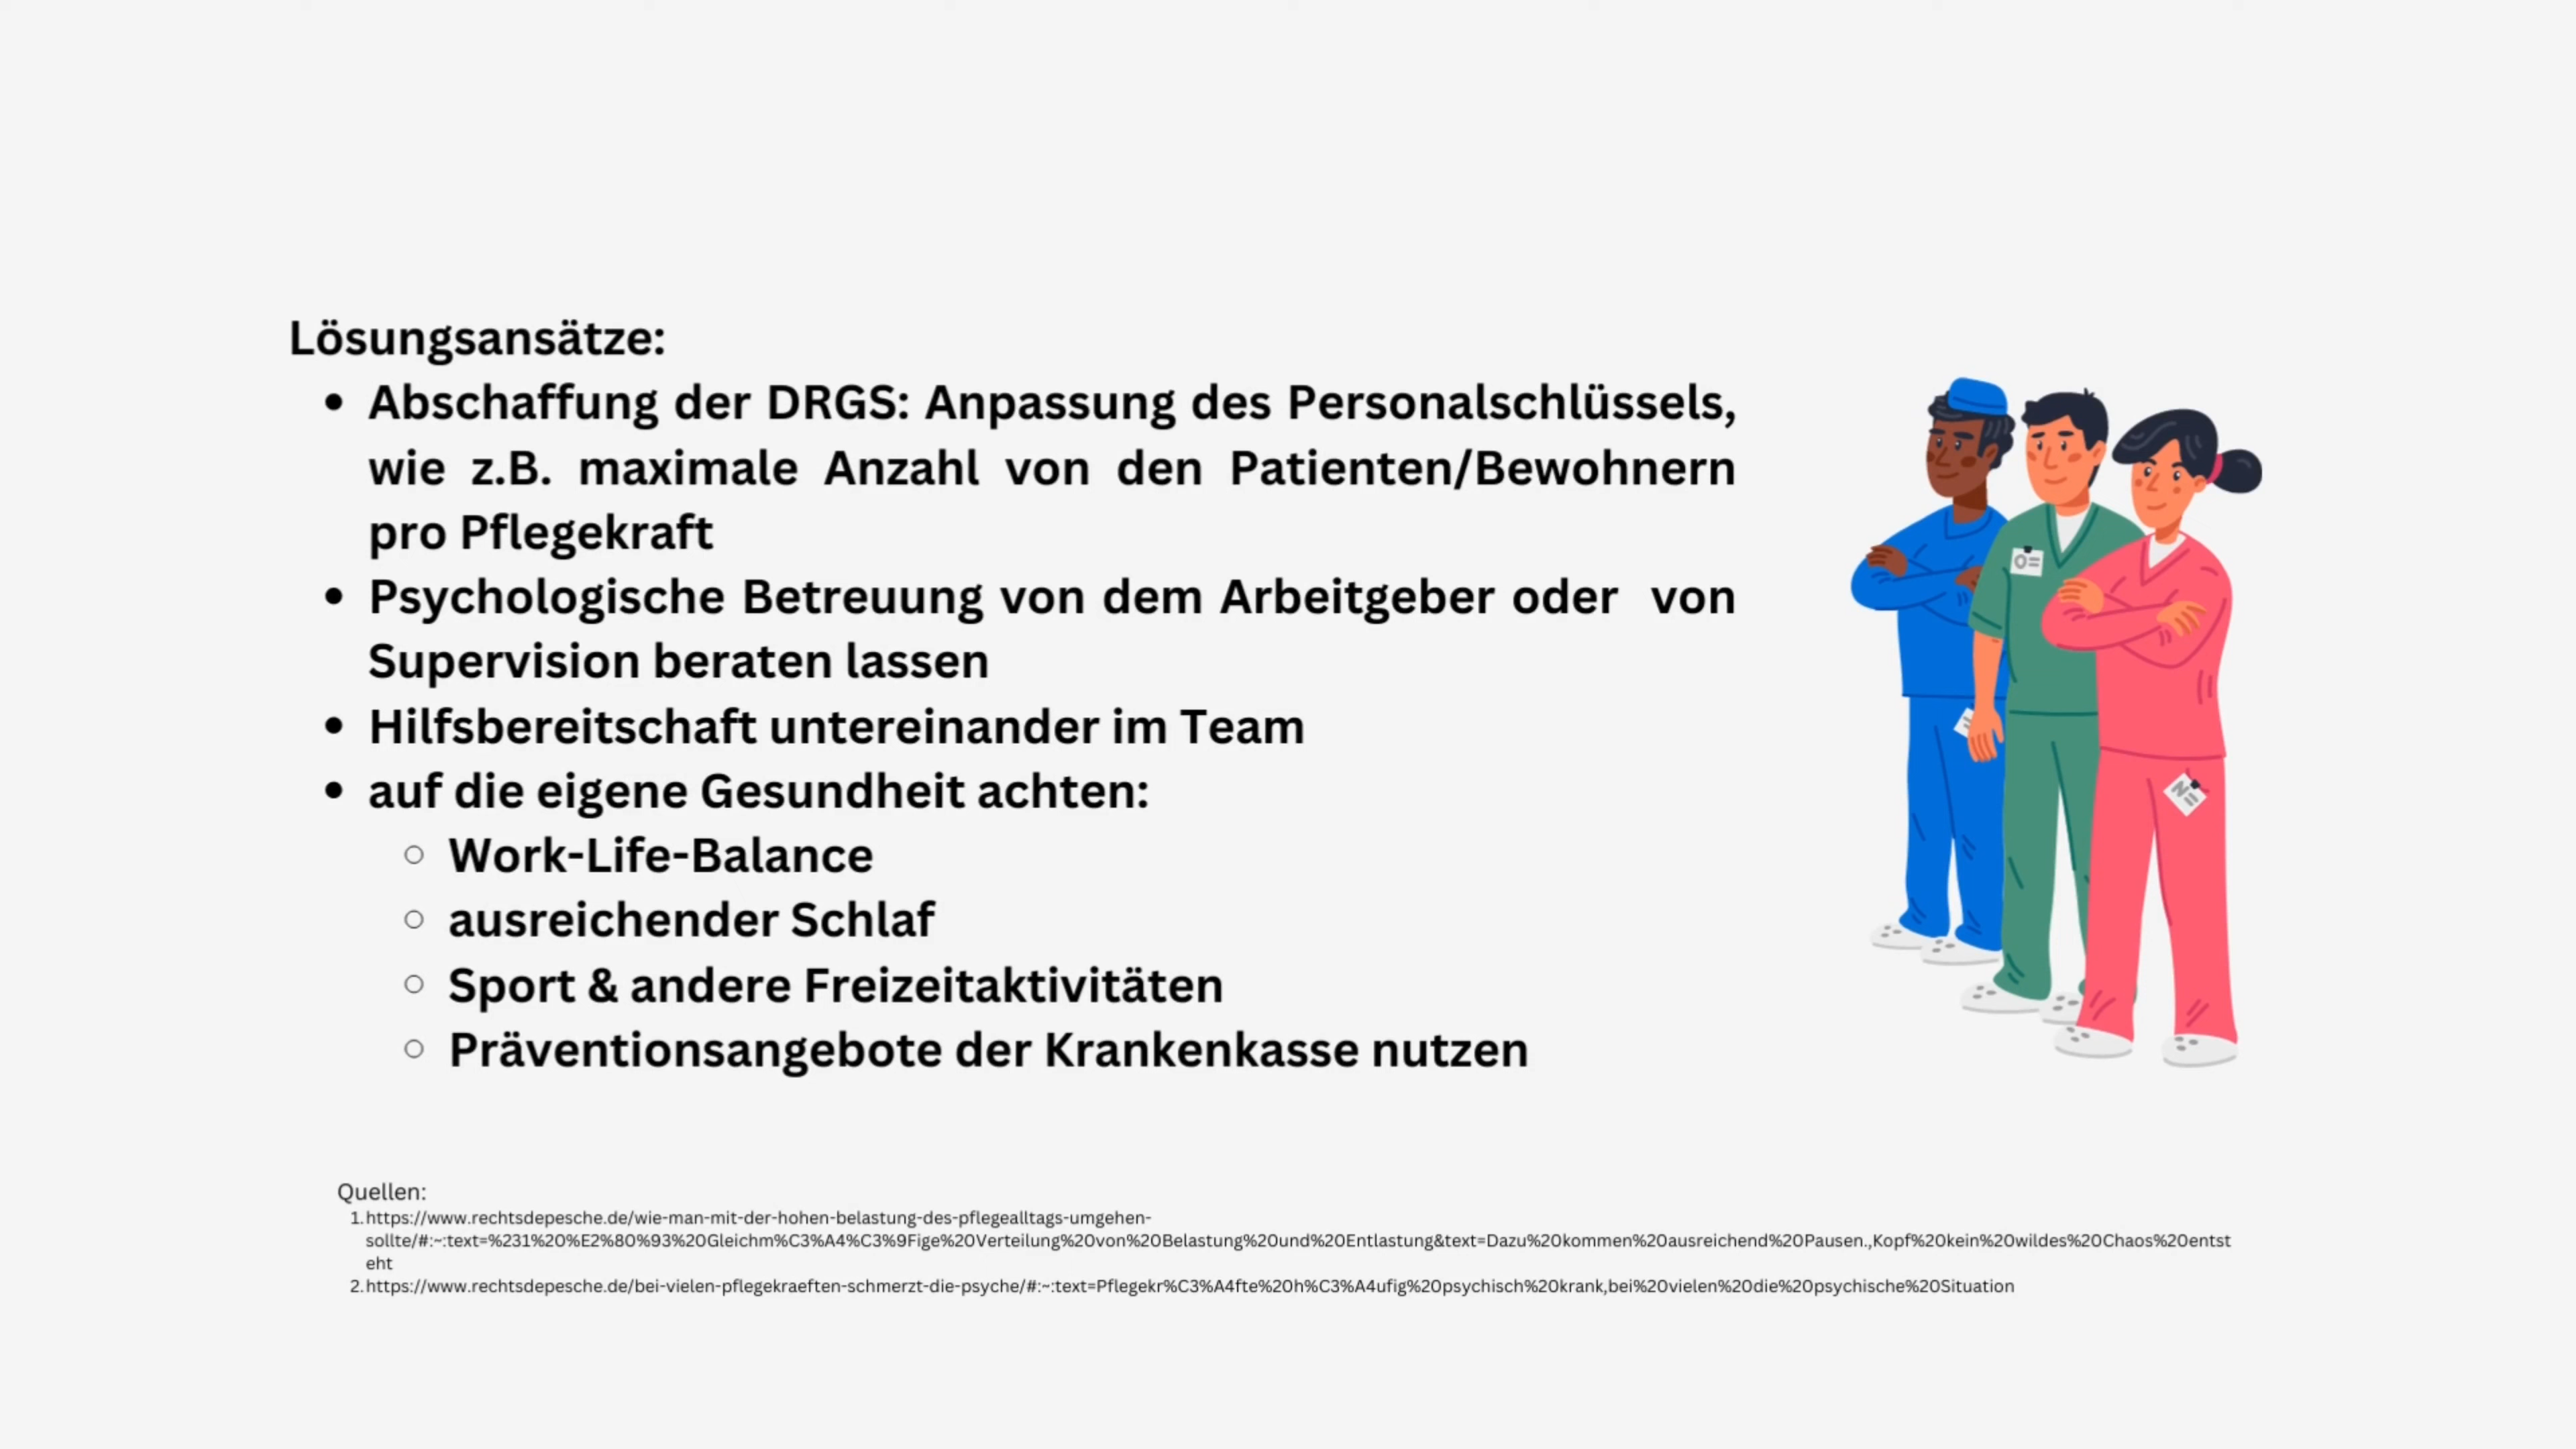 Lösungsansätze:
Abschaffung der DRGS: Anpassung des Personalschlüssels,
wie z.B. maximale Anzahl von den Patienten/Bewohnern
pro Pflegekraft
Psychologische Betreuung von dem Arbeitgeber oder von
Supervision beraten lassen
Hilfsbereitschaft untereinander im Team
auf die eigene Gesundheit achten:
Work-Life-Balance
ausreichender Schlaf
Sport & andere Freizeitaktivitäten
Präventionsangebote der Krankenkasse nutzen
Quellen:
1. https://www.rechtsdepesche.de/wie-man-mit-der-hohen-belastung-des-pflegealltags-umgehen-
sollte/#:~:text=%231%20%E2%80%93%20Gleichm%C3%A4%C3%9Fige%20Verteilung%20von%20Belastung%20und%20Entlastung&text=Dazu%20kommen%20ausreichend%20Pausen.,Kopf%20kein%20wildes%20Chaos%20entst
eht
2. https://www.rechtsdepesche.de/bei-vielen-pflegekraeften-schmerzt-die-psyche/#:~:text=Pflegekr%C3%A4fte%20h%C3%A4ufig%20psychisch%20krank,bei%20vielen%20die%20psychische%20Situation